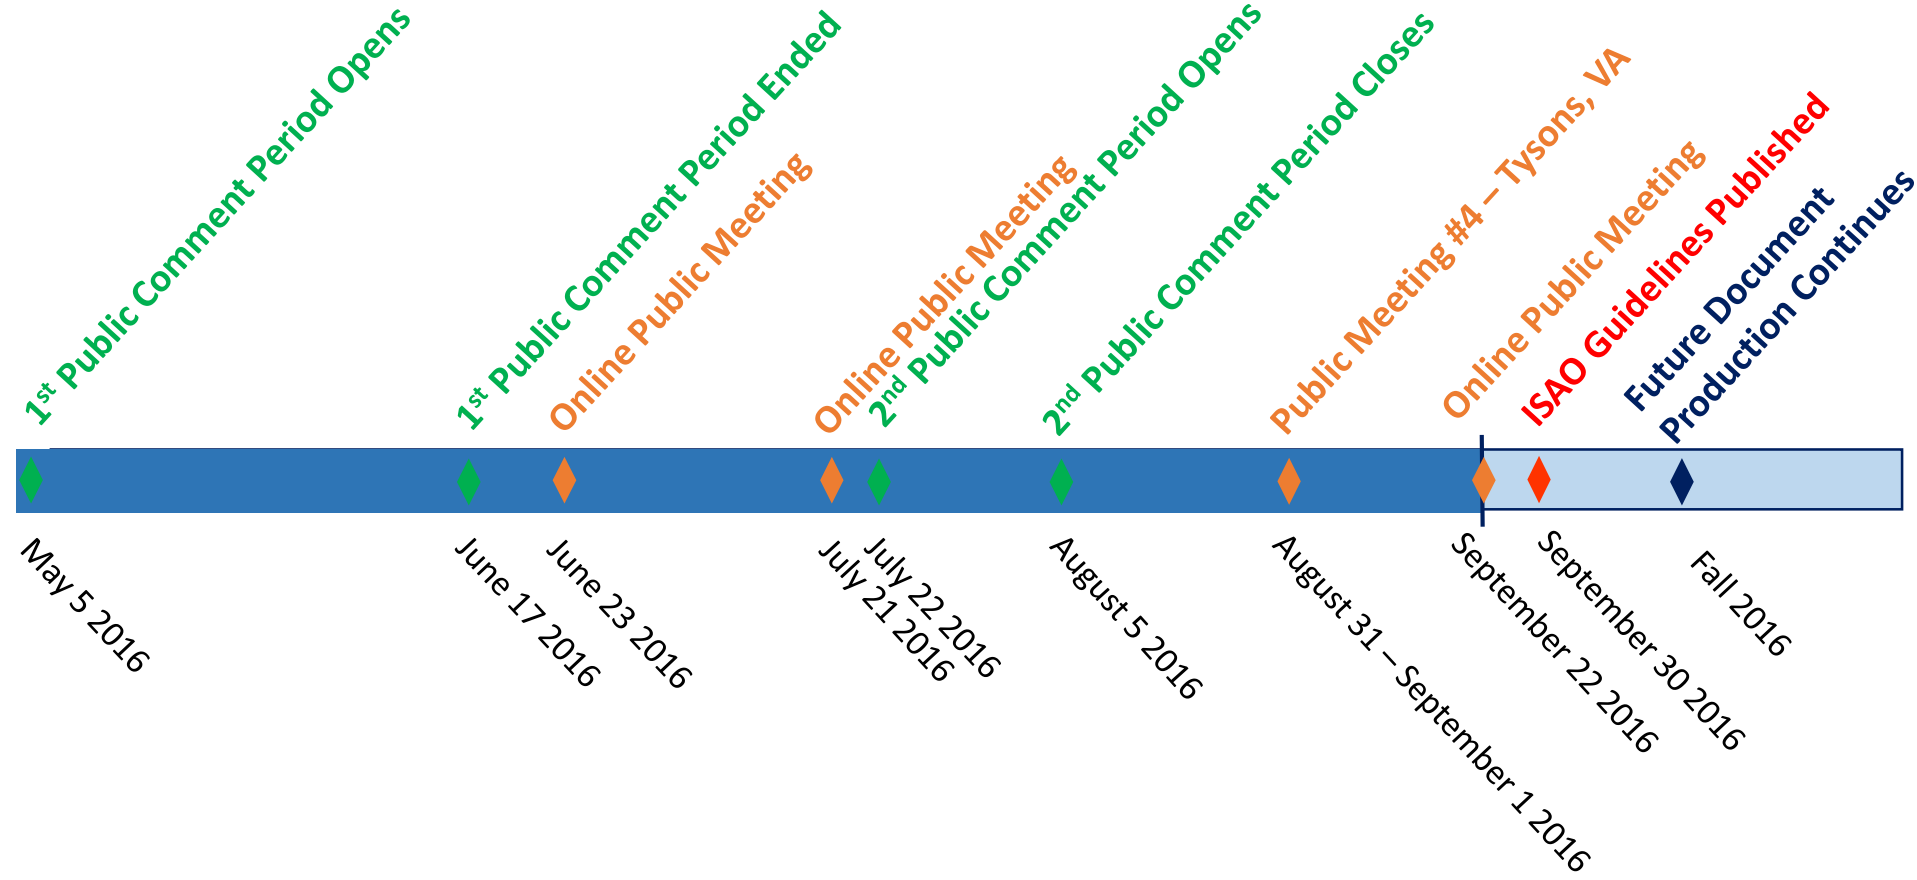 1st Public Comment Period Opens
1st Public Comment Period Ended
Online Public Meeting
Online Public Meeting
2nd Public Comment Period Opens
2nd Public Comment Period Closes
Public Meeting #4 – Tysons, VA
Online Public Meeting
ISAO Guidelines Published
Future Document
Production Continues
May 5 2016
June 17 2016
June 23 2016
July 21 2016
July 22 2016
August 5 2016
August 31 – September 1 2016
September 22 2016
September 30 2016
Fall 2016